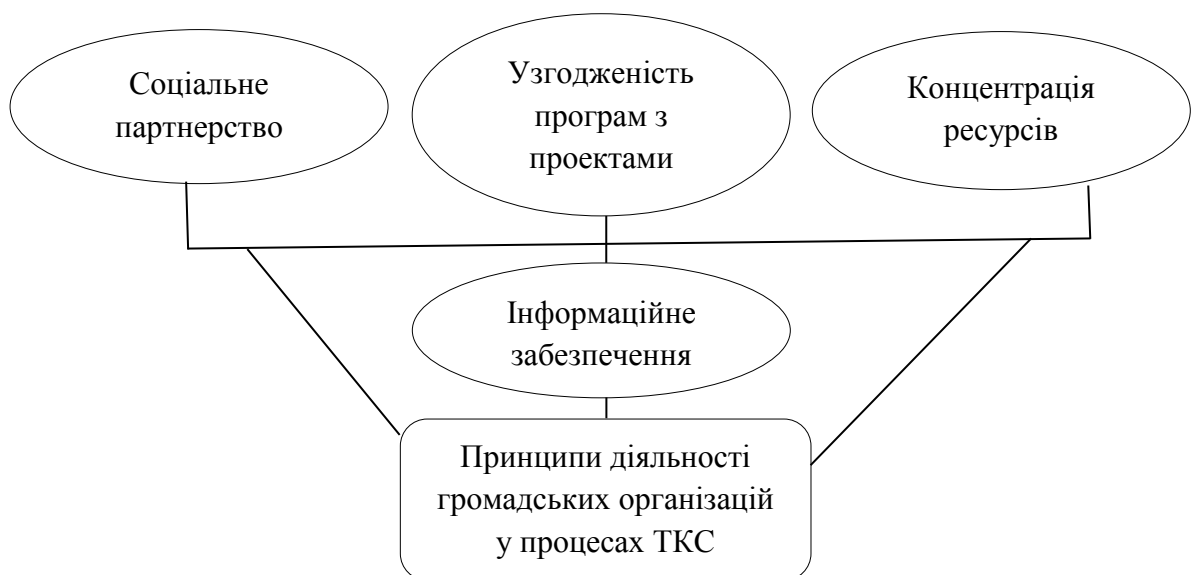 Соціальне
партнерство
Узгодженість
програм з
проектами
Концентрація
ресурсів
Інформаційне
забезпечення
Принципи діяльності
громадських організацій
у процесах ТКС